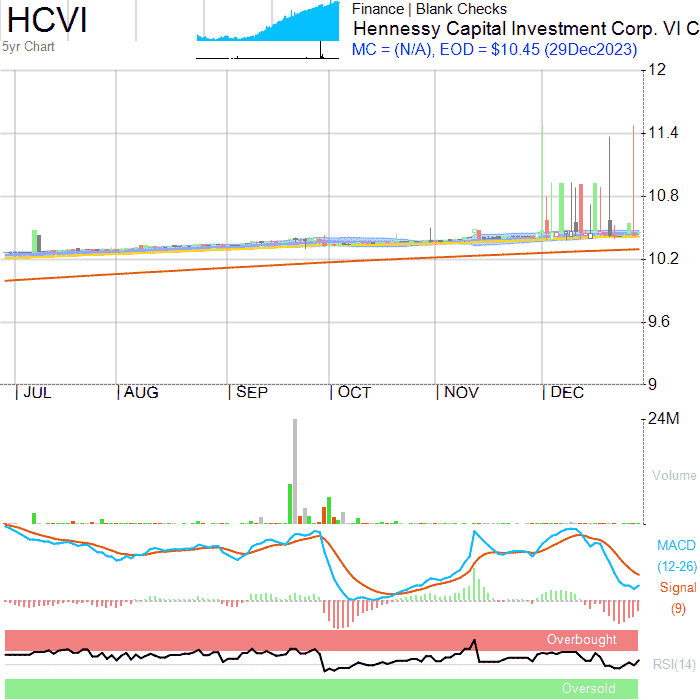 HCVI
5yr Chart
Finance | Blank Checks
Hennessy Capital Investment Corp. VI C
MC = (N/A), EOD = $10.45 (29Dec2023)
12
11.4
10.8
10.2
9.6
9
JUL AUG SEP OCT NOV DEC
24M
Volume
MACD
(12-26)
Signal
(9)
Overbought
RSI(14)
Oversold